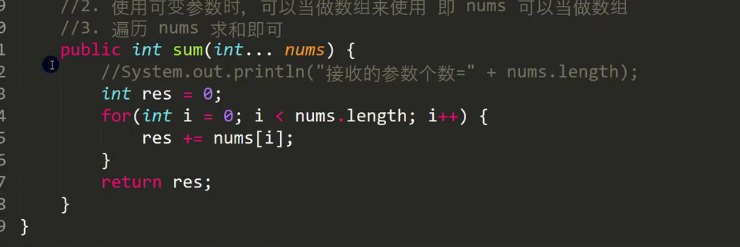 //2. 使用可变参数时, 可以当做数组来使用 即 nums 可以当做数组
//3. 遍历 nums 求和即可
public int sum(int... nums) {
//System.out.println("接收的参数个数=" + nums.length);
int res = 0;
for(int i = 0; i < nums.length; i++) {
res += nums[i];
}
return res;
}
}